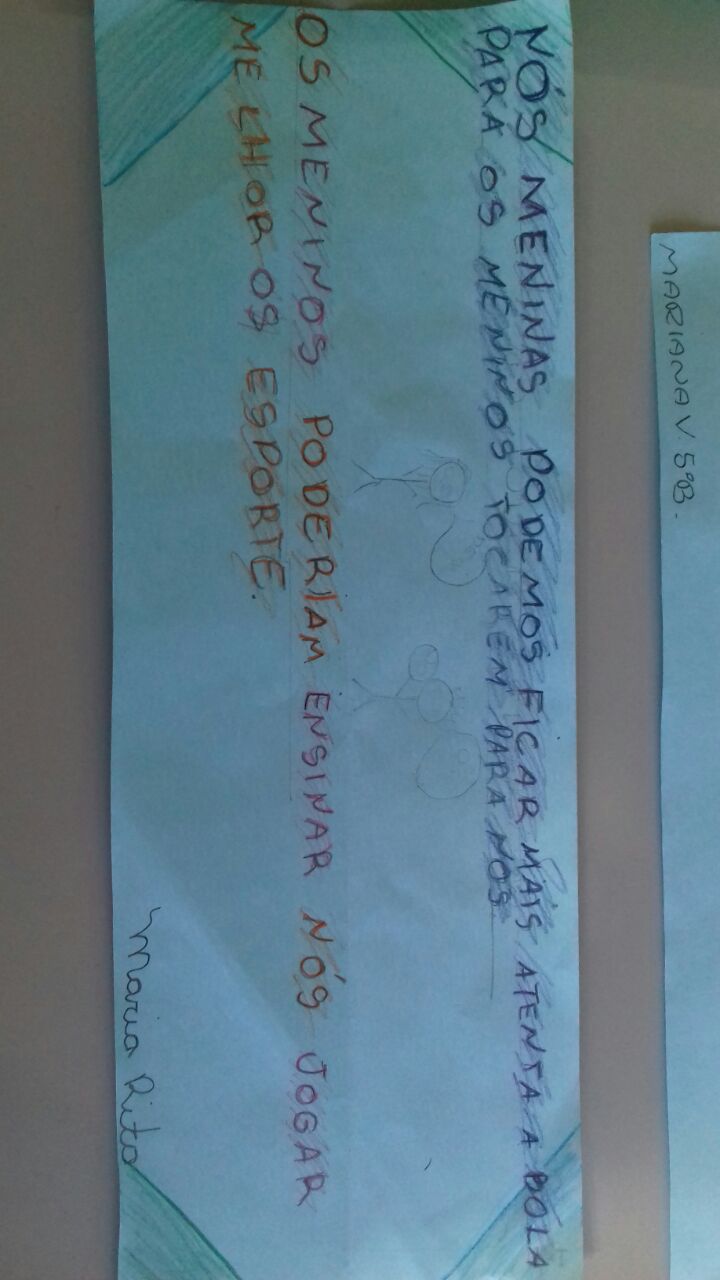 NÓS MENINAS PODEMOS FICAR MAIS ATENTA A BOLA
PARA OS MENINOS TOCAREM PARA NOS
OS MENINOS PODERIAM ENSINAR NÓS JOGAR
MELHOR OS ESPORTE.
Maria Rita
MARIANA V. 5ºB.